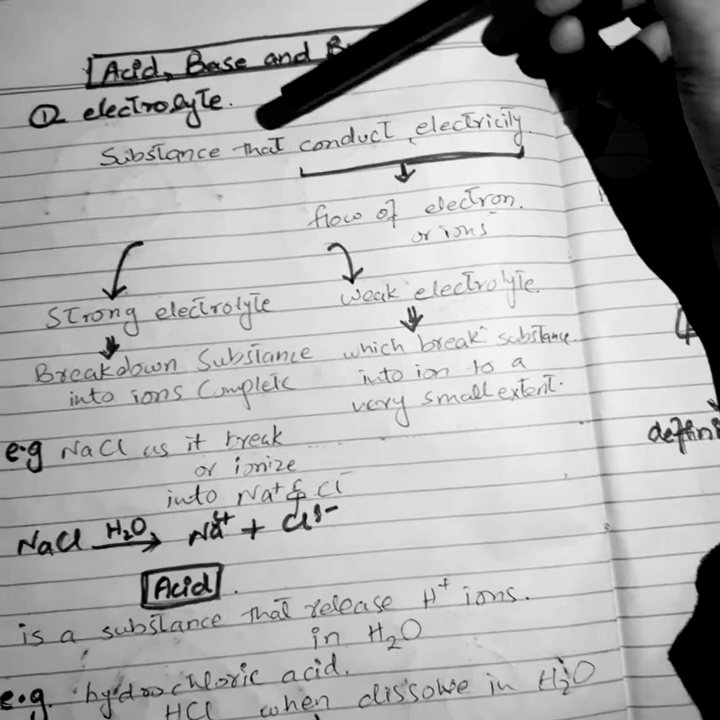 Acid, Base and B
① electrolyte.
Substance that conduct electricity.
flow of electron.
or ions
Strong electrolyte
weak electrolyte.
Breakdown Substance
into ions Complete
which break substance
into ion to a
very small extent.
e.g NaCl as it break
or ionize
into Na⁺ & Cl⁻
NaCl H₂O → Na^δ+ + Cl^δ-
Acid
is a substance that release H⁺ ions.
in H₂O
e.g. hydrochloric acid.
HCl when dissolve in H₂O
defini